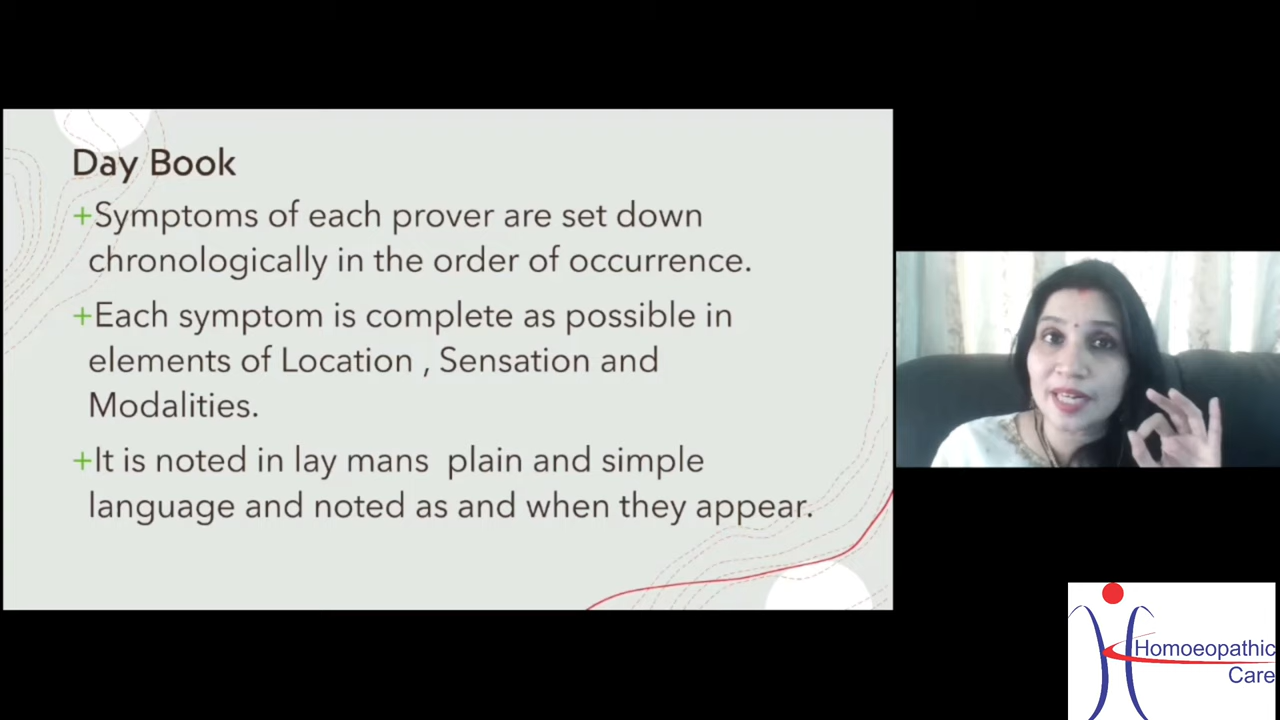 Day Book
+Symptoms of each prover are set down
chronologically in the order of occurrence.
+Each symptom is complete as possible in
elements of Location , Sensation and
Modalities.
+It is noted in lay mans  plain and simple
language and noted as and when they appear.
Homoeopathic
Care